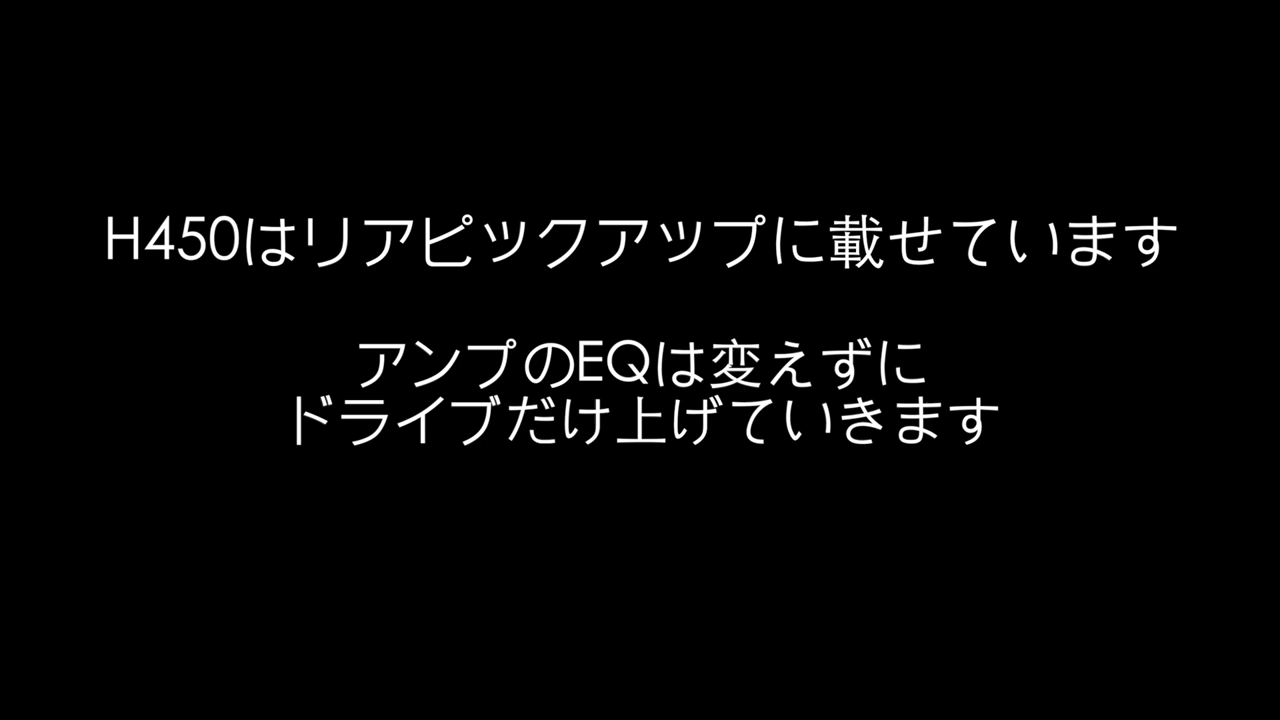 H450はリアピックアップに載せています
アンプのEQは変えずに
ドライブだけ上げていきます